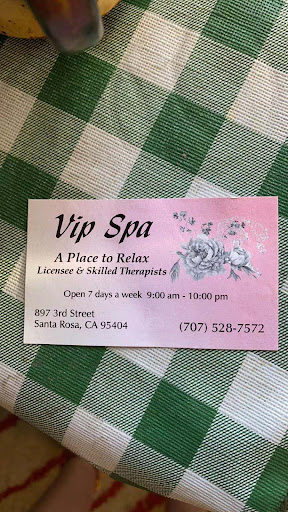 Vip Spa
A Place to Relax
Licensee & Skilled Therapists
Open 7 days a week 9:00 am - 10:00 pm
897 3rd Street
Santa Rosa, CA 95404
(707) 528-7572